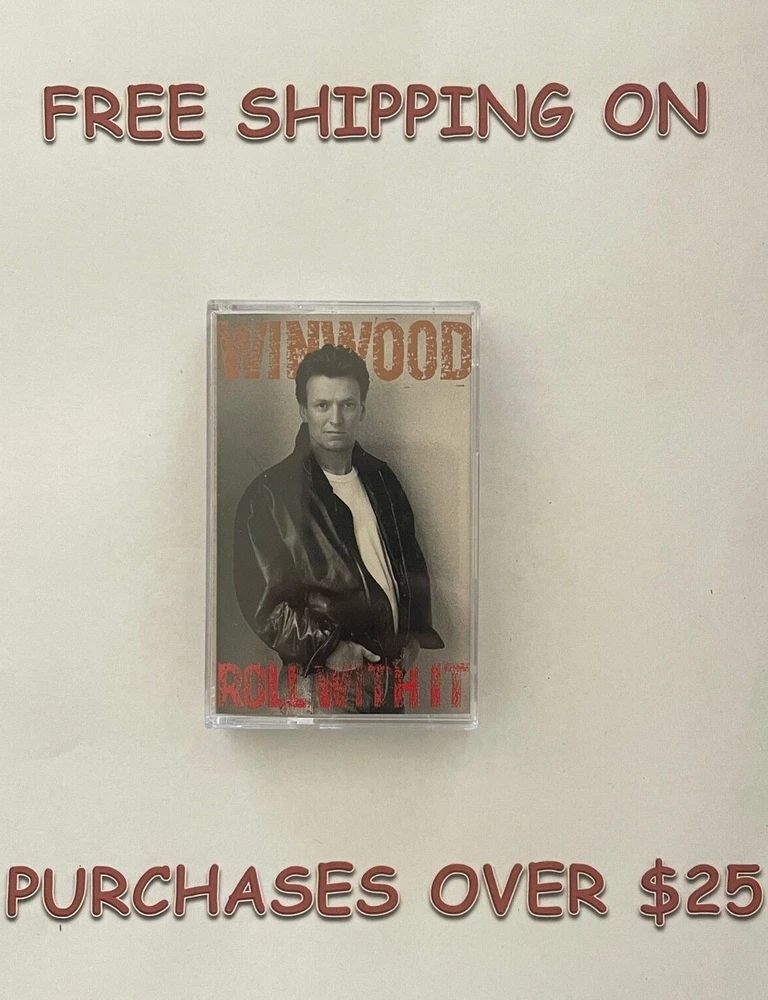 FREE SHIPPING ON
WINWOOD
ROLL WITH IT
PURCHASES OVER $25